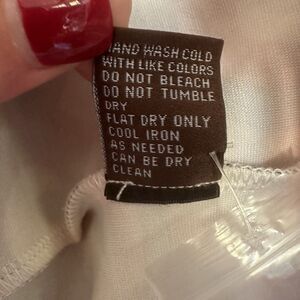 HAND WASH COLD
WITH LIKE COLORS
DO NOT BLEACH
DO NOT TUMBLE
DRY
FLAT DRY ONLY
COOL IRON
AS NEEDED
CAN BE DRY
CLEAN